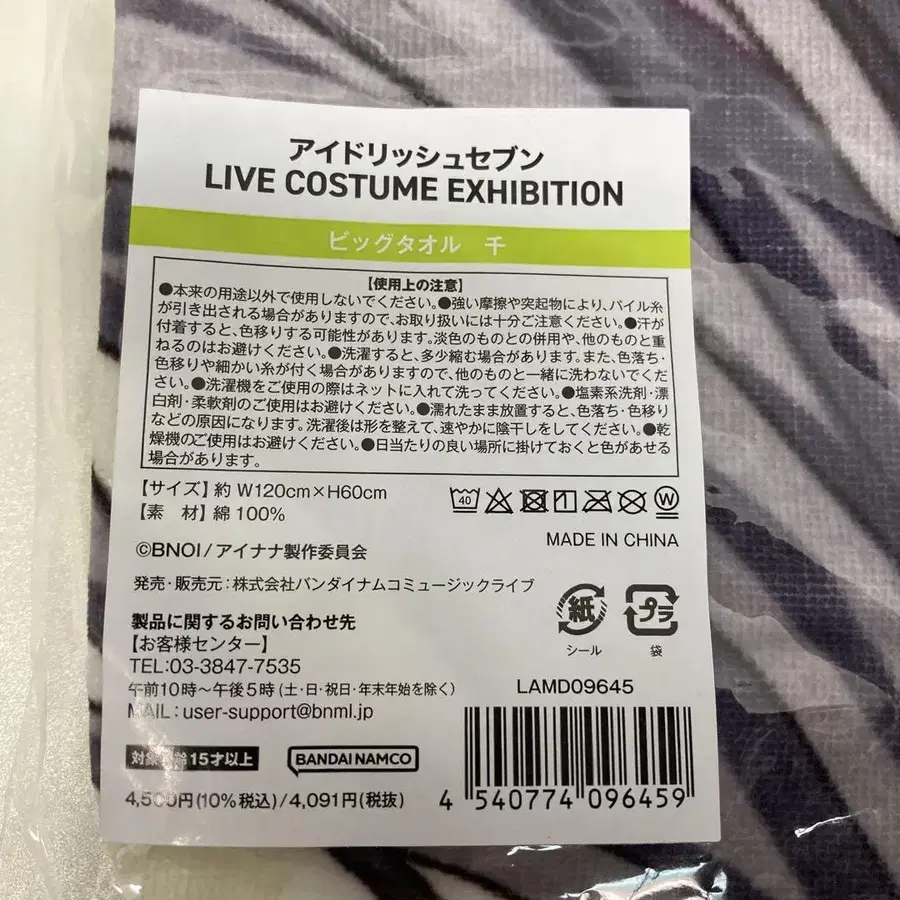 アイドリッシュセブン
LIVE COSTUME EXHIBITION
ビッグタオル 千
【使用上の注意】
●本来の用途以外で使用しないでください。●強い摩擦や突起物により、パイル糸
が引き出される場合がありますので、お取り扱いには十分ご注意ください。●汗が
付着すると、色移りする可能性があります。淡色のものとの併用や、他のものと重
ねるのはお避けください。●洗濯すると、多少縮む場合があります。また、色落ち・
色移りや細かい糸が付く場合がありますので、他のものと一緒に洗わないでくだ
さい。●洗濯機をご使用の際はネットに入れて洗ってください。●塩素系洗剤・漂
白剤・柔軟剤のご使用はお避けください。●濡れたまま放置すると、色落ち・色移り
などの原因になります。洗濯後は形を整えて、速やかに陰干しをしてください。●乾
燥機のご使用はお避けください。●日当たりの良い場所に掛けておくと色があせる
場合があります。
【サイズ】約 W120cm×H60cm
【素 材】綿 100%
40
W
MADE IN CHINA
©BNOI/アイナナ製作委員会
発売・販売元:株式会社バンダイナムコミュージックライブ
製品に関するお問い合わせ先
【お客様センター】
TEL:03-3847-7535
午前10時～午後5時(土・日・祝日・年末年始を除く)
MAIL:user-support@bnml.jp
紙
シール
プラ
袋
LAMD09645
対象年齢15才以上
BANDAI NAMCO
4,500円(10%税込)/4,091円(税抜)
4 540774 096459